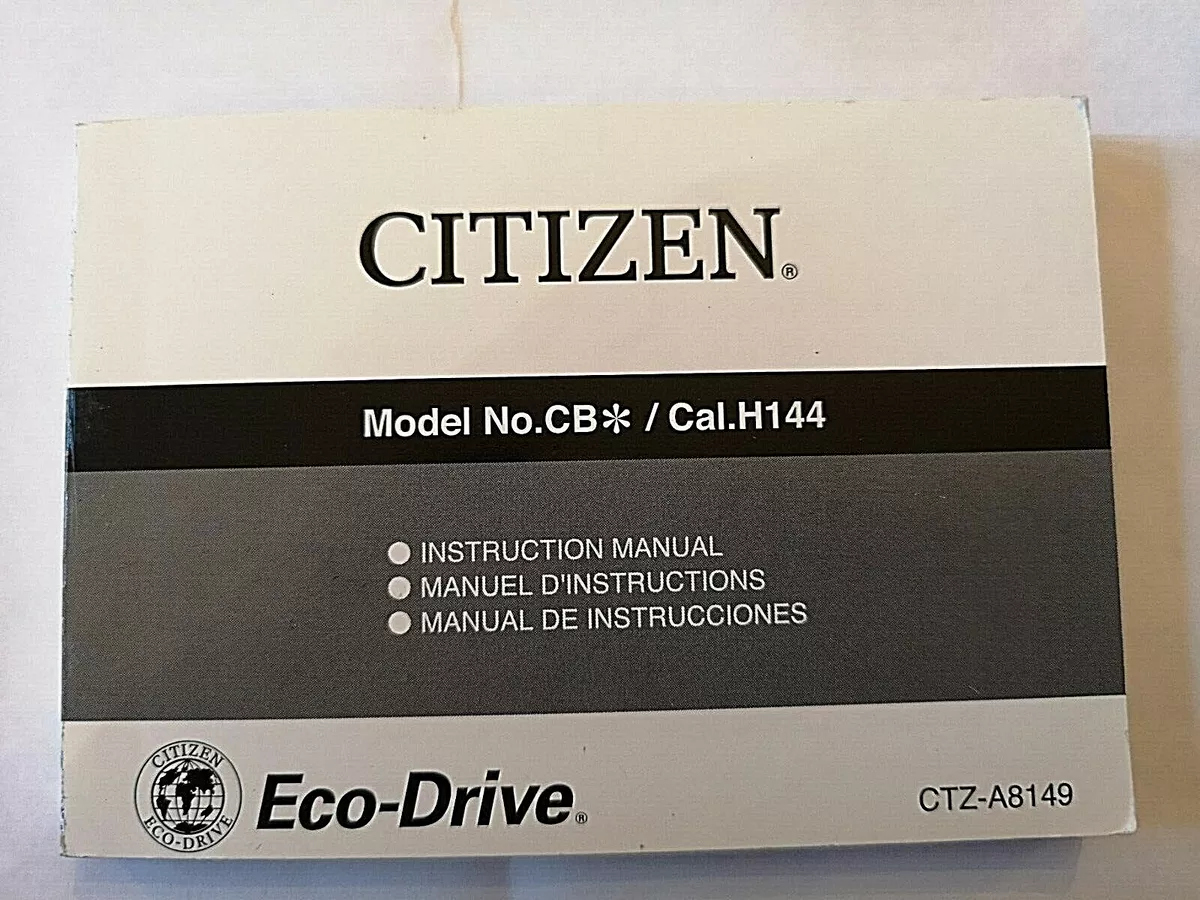 CITIZEN®
Model No.CB＊ / Cal.H144
● INSTRUCTION MANUAL
● MANUEL D'INSTRUCTIONS
● MANUAL DE INSTRUCCIONES
CITIZEN
ECO-DRIVE
Eco-Drive®
CTZ-A8149